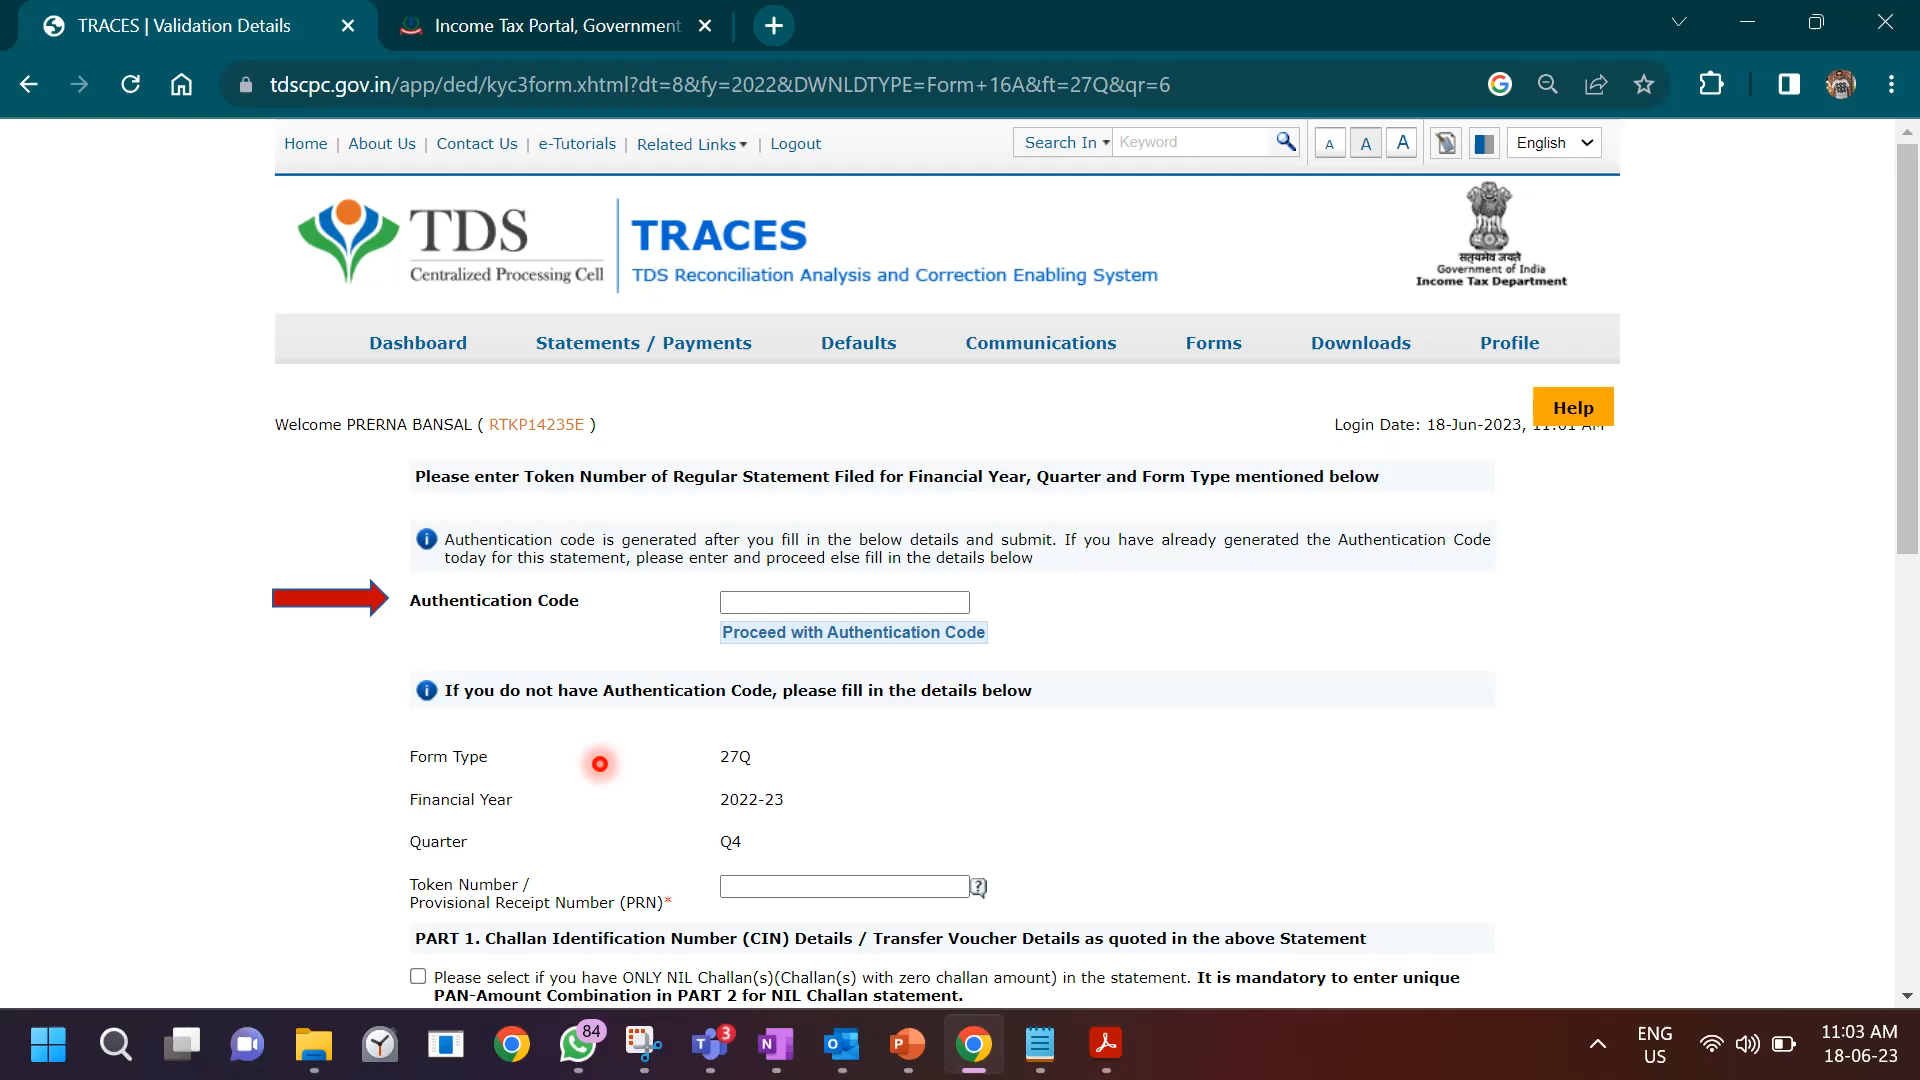 TRACES | Validation Details
Income Tax Portal, Government
tdscpc.gov.in/app/ded/kyc3form.xhtml?dt=8&fy=2022&DWNLDTYPE=Form+16A&ft=27Q&qr=6
Home | About Us | Contact Us | e-Tutorials | Related Links | Logout
Search In Keyword A A A English
TDS
Centralized Processing Cell
TRACES
TDS Reconciliation Analysis and Correction Enabling System
सत्यमेव जयते
Government of India
Income Tax Department
Dashboard Statements / Payments Defaults Communications Forms Downloads Profile
Help
Welcome PRERNA BANSAL ( RTKP14235E ) Login Date: 18-Jun-2023, 11:01 AM
Please enter Token Number of Regular Statement Filed for Financial Year, Quarter and Form Type mentioned below
Authentication code is generated after you fill in the below details and submit. If you have already generated the Authentication Code
today for this statement, please enter and proceed else fill in the details below
Authentication Code
Proceed with Authentication Code
If you do not have Authentication Code, please fill in the details below
Form Type 27Q
Financial Year 2022-23
Quarter Q4
Token Number /
Provisional Receipt Number (PRN)*
PART 1. Challan Identification Number (CIN) Details / Transfer Voucher Details as quoted in the above Statement
Please select if you have ONLY NIL Challan(s)(Challan(s) with zero challan amount) in the statement. It is mandatory to enter unique
PAN-Amount Combination in PART 2 for NIL Challan statement.
84
3
ENG
US
11:03 AM
18-06-23